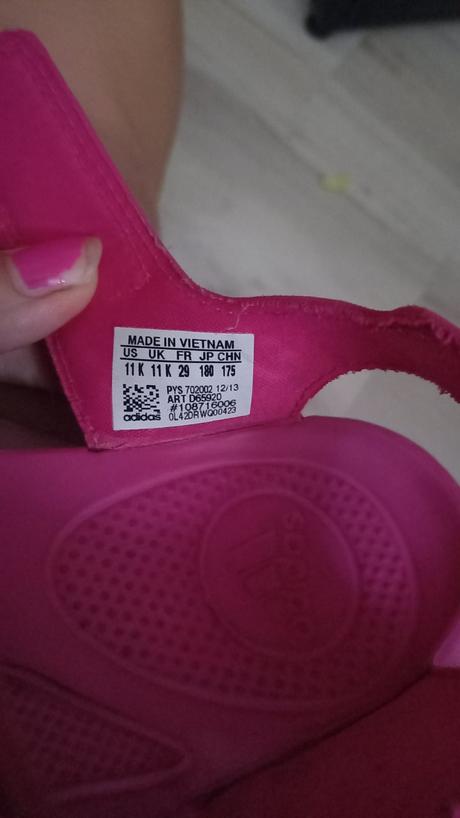 MADE IN VIETNAM
US UK FR JP CHN
11 K 11 K 29 180 175
PYS 702002 12/13
ART D65920
#108716006
adidas 0L42DRWQ00423
adidas